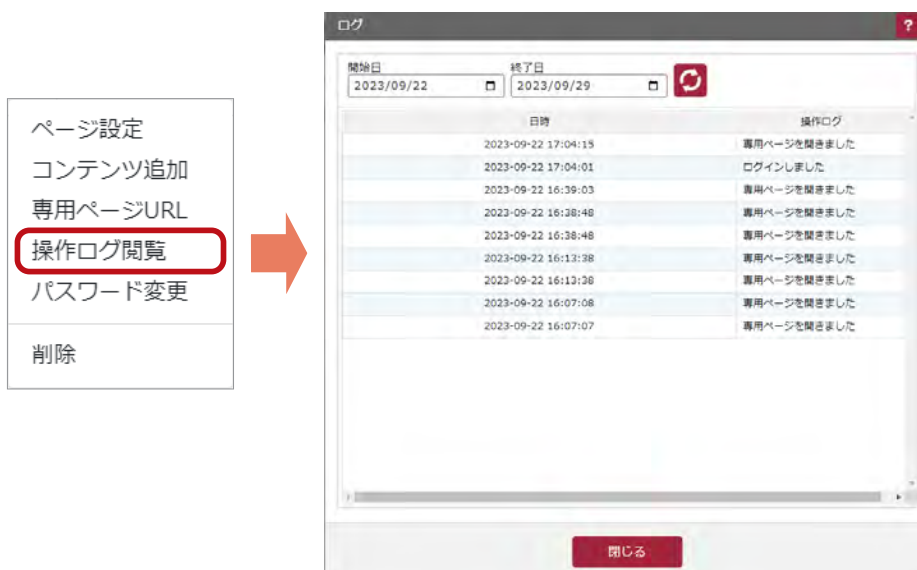 ページ設定
コンテンツ追加
専用ページURL
操作ログ閲覧
パスワード変更
削除
ログ
?
開始日 終了日
2023/09/22 2023/09/29
日時 操作ログ
2023-09-22 17:04:15 専用ページを開きました
2023-09-22 17:04:01 ログインしました
2023-09-22 16:39:03 専用ページを開きました
2023-09-22 16:38:48 専用ページを開きました
2023-09-22 16:38:48 専用ページを開きました
2023-09-22 16:13:38 専用ページを開きました
2023-09-22 16:13:38 専用ページを開きました
2023-09-22 16:07:08 専用ページを開きました
2023-09-22 16:07:07 専用ページを開きました
閉じる